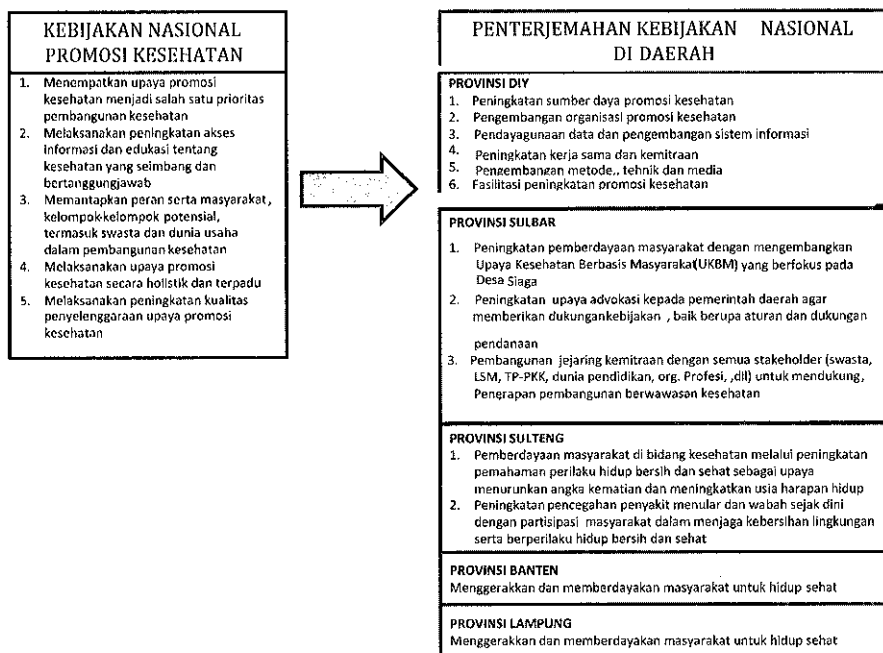 KEBIJAKAN NASIONAL
PROMOSI KESEHATAN
1. Menempatkan upaya promosi
kesehatan menjadi salah satu prioritas
pembangunan kesehatan
2. Melaksanakan peningkatan akses
informasi dan edukasi tentang
kesehatan yang seimbang dan
bertanggungjawab
3. Memantapkan peran serta masyarakat,
kelompok-kelompok potensial,
termasuk swasta dan dunia usaha
dalam pembangunan kesehatan
4. Melaksanakan upaya promosi
kesehatan secara holistik dan terpadu
5. Melaksanakan peningkatan kualitas
penyelenggaraan upaya promosi
kesehatan
PENTERJEMAHAN KEBIJAKAN NASIONAL
DI DAERAH
PROVINSI DIY
1. Peningkatan sumber daya promosi kesehatan
2. Pengembangan organisasi promosi kesehatan
3. Pendayagunaan data dan pengembangan sistem informasi
4. Peningkatan kerja sama dan kemitraan
5. Pengembangan metode,, tehnik dan media
6. Fasilitasi peningkatan promosi kesehatan
PROVINSI SULBAR
1. Peningkatan pemberdayaan masyarakat dengan mengembangkan
Upaya Kesehatan Berbasis Masyarakat(UKBM) yang berfokus pada
Desa Siaga
2. Peningkatan upaya advokasi kepada pemerintah daerah agar
memberikan dukungankebijakan , baik berupa aturan dan dukungan
pendanaan
3. Pembangunan jejaring kemitraan dengan semua stakeholder (swasta,
LSM, TP-PKK, dunia pendidikan, org. Profesi, ,dll) untuk mendukung,
Penerapan pembangunan berwawasan kesehatan
PROVINSI SULTENG
1. Pemberdayaan masyarakat di bidang kesehatan melalui peningkatan
pemahaman perilaku hidup bersih dan sehat sebagai upaya
menurunkan angka kematian dan meningkatkan usia harapan hidup
2. Peningkatan pencegahan penyakit menular dan wabah sejak dini
dengan partisipasi masyarakat dalam menjaga kebersihan lingkungan
serta berperilaku hidup bersih dan sehat
PROVINSI BANTEN
Menggerakkan dan memberdayakan masyarakat untuk hidup sehat
PROVINSI LAMPUNG
Menggerakkan dan memberdayakan masyarakat untuk hidup sehat